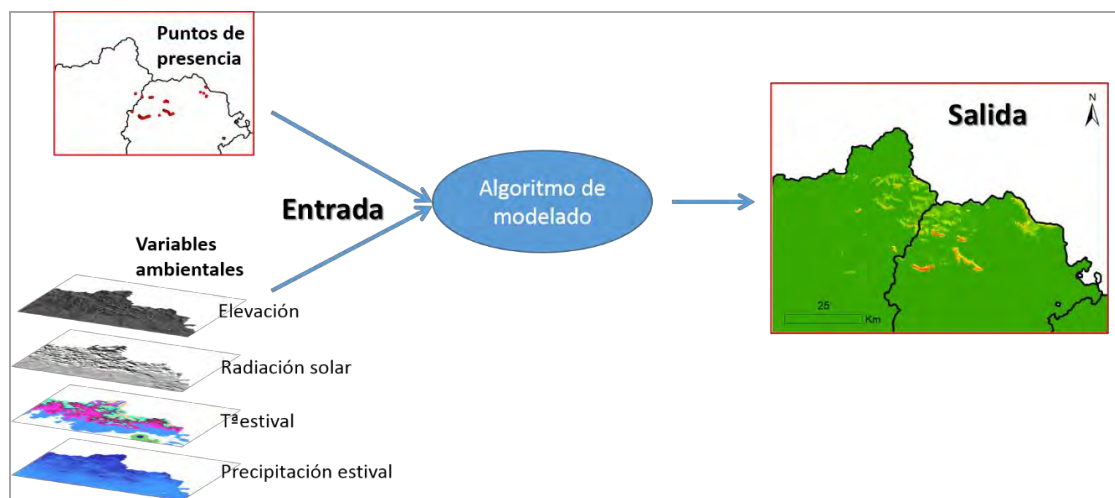 Puntos de
presencia
Entrada
Variables
ambientales
Elevación
Radiación solar
Tªestival
Precipitación estival
Algoritmo de
modelado
Salida
N
25
Km